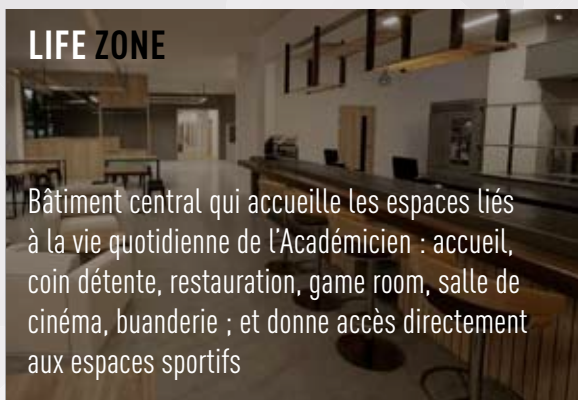 LIFE ZONE
Bâtiment central qui accueille les espaces liés
à la vie quotidienne de l’Académicien : accueil,
coin détente, restauration, game room, salle de
cinéma, buanderie ; et donne accès directement
aux espaces sportifs